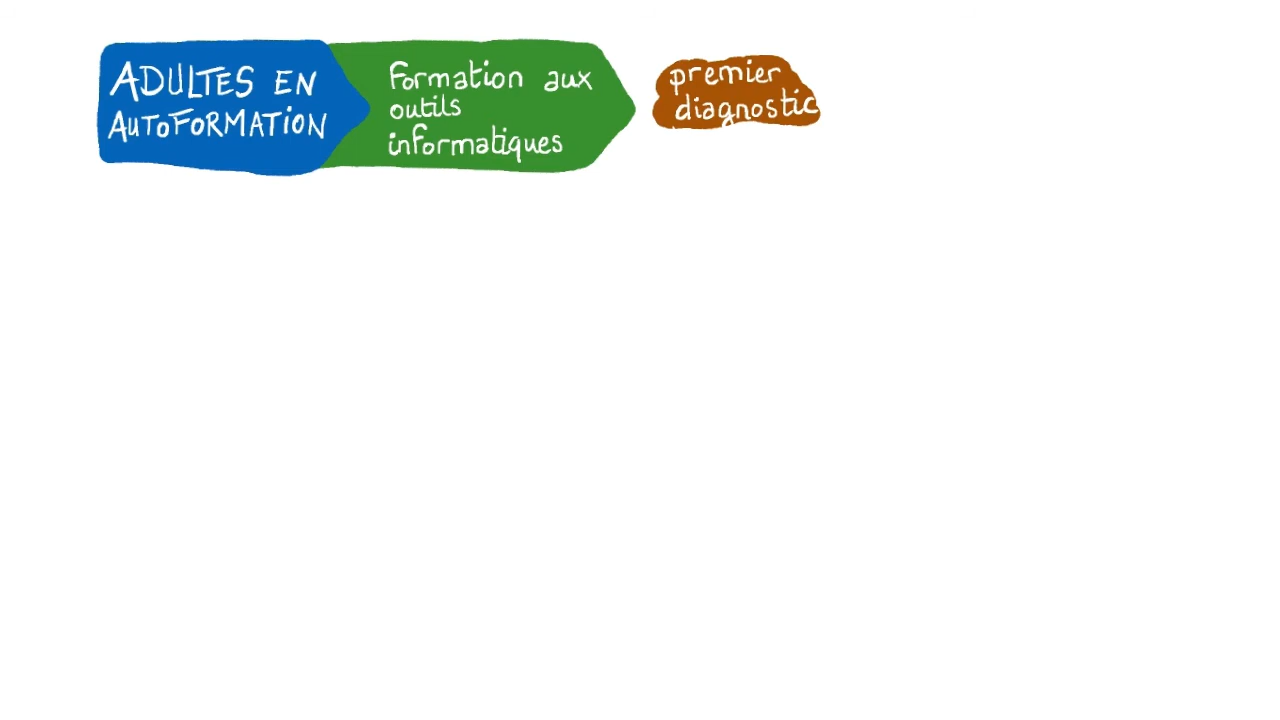 ADULTES EN
AUTOFORMATION
Formation aux
outils
informatiques
premier
diagnostic